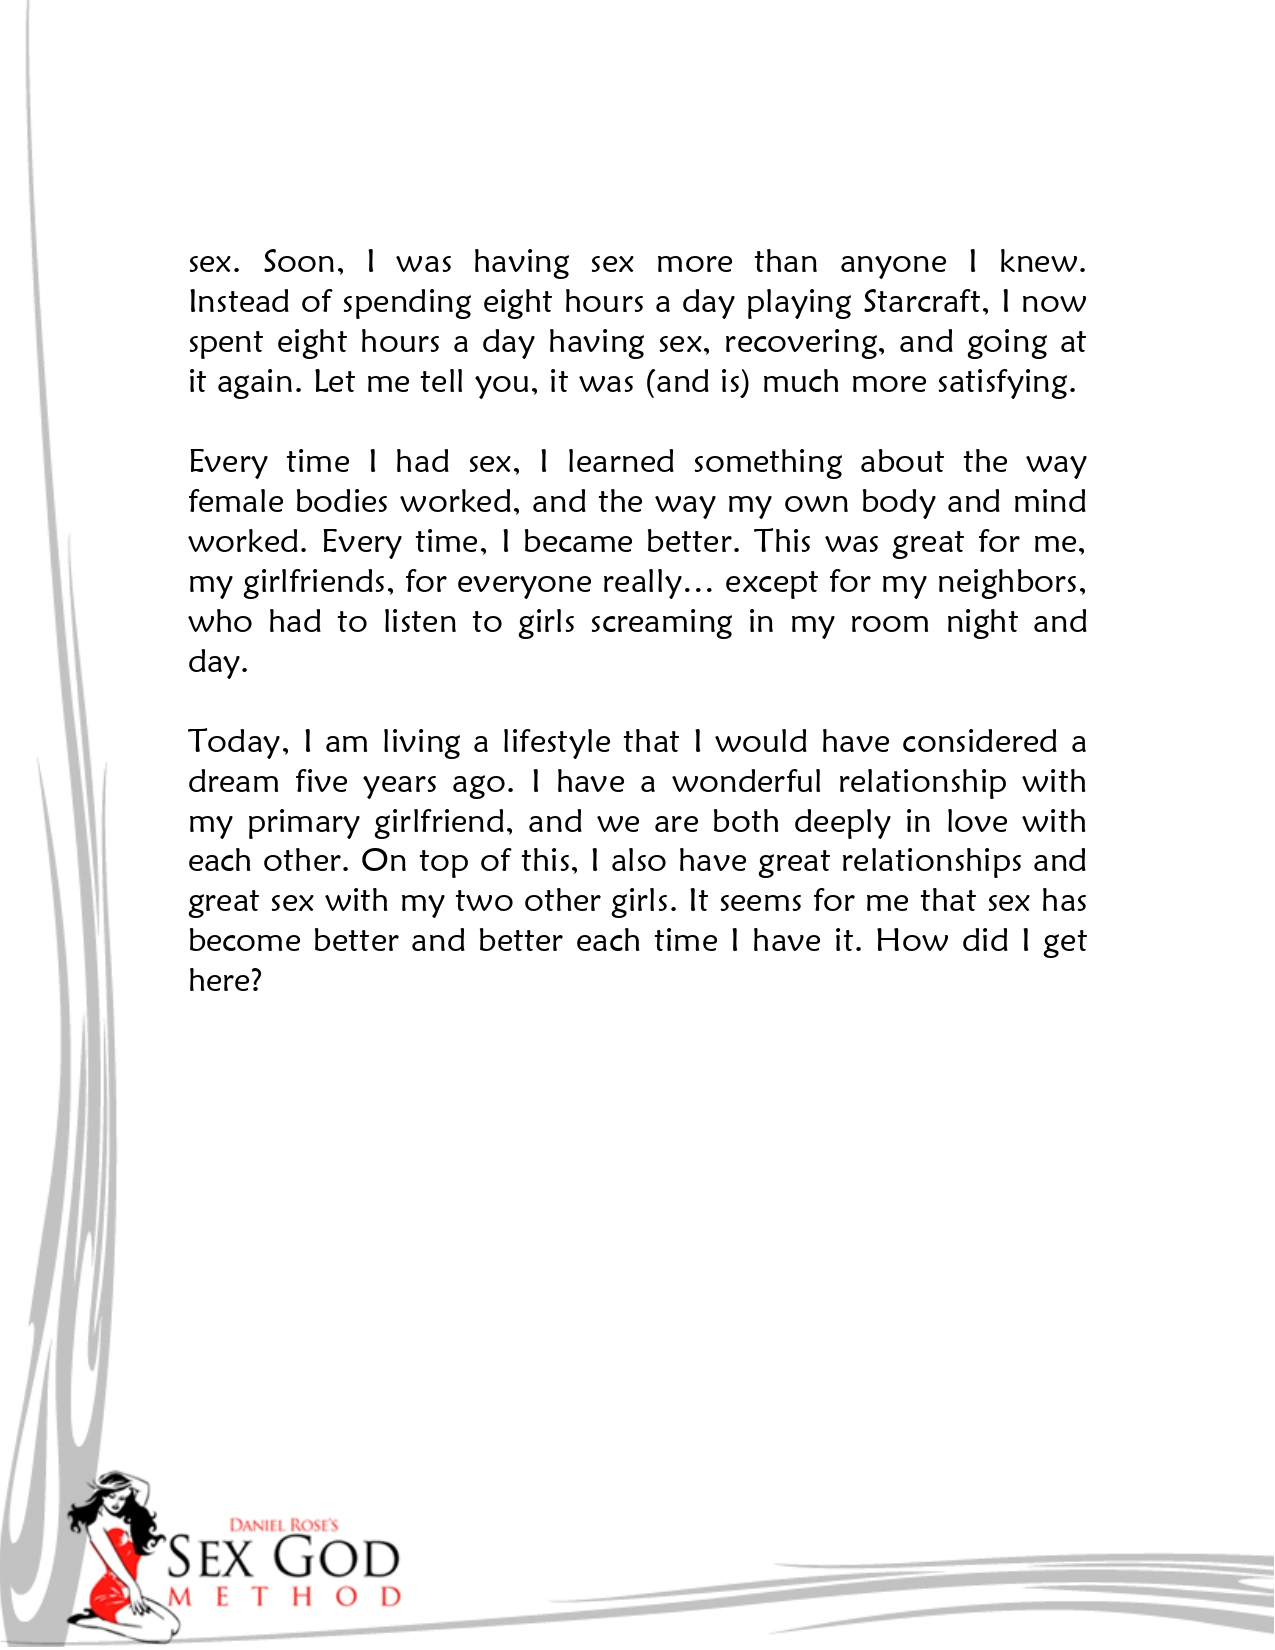 sex. Soon, I was having sex more than anyone I knew.
Instead of spending eight hours a day playing Starcraft, I now
spent eight hours a day having sex, recovering, and going at
it again. Let me tell you, it was (and is) much more satisfying.
Every time I had sex, I learned something about the way
female bodies worked, and the way my own body and mind
worked. Every time, I became better. This was great for me,
my girlfriends, for everyone really… except for my neighbors,
who had to listen to girls screaming in my room night and
day.
Today, I am living a lifestyle that I would have considered a
dream five years ago. I have a wonderful relationship with
my primary girlfriend, and we are both deeply in love with
each other. On top of this, I also have great relationships and
great sex with my two other girls. It seems for me that sex has
become better and better each time I have it. How did I get
here?
DANIEL ROSE'S
SEX GOD
METHOD